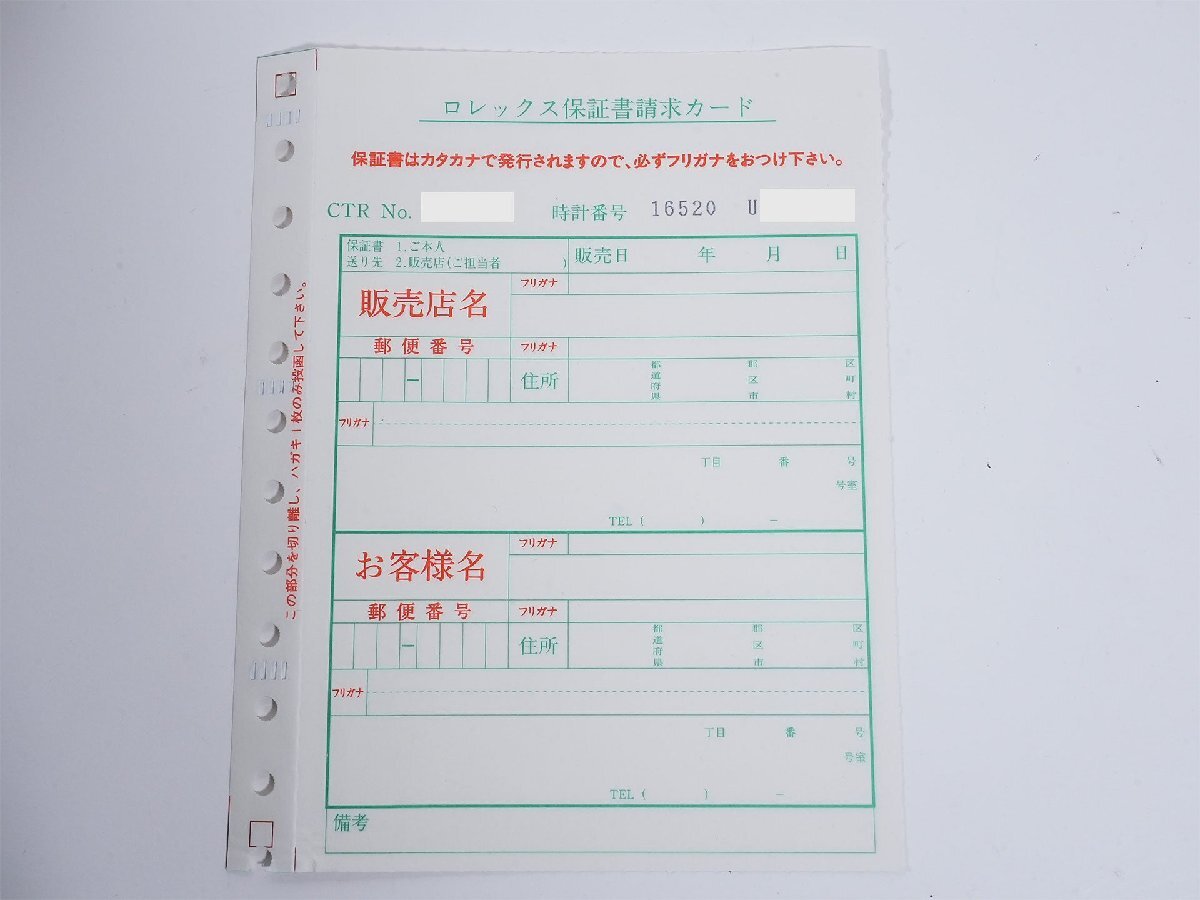 ロレックス保証書請求カード
保証書はカタカナで発行されますので、必ずフリガナをおつけ下さい。
CTR No. 時計番号 16520 U
保証書 1.ご本人
送り先 2.販売店(ご担当者 )
販売日 年 月 日
販売店名
フリガナ
郵便番号
フリガナ
－
住所
都道府県
郡区市
区町村
フリガナ
丁目 番 号
号室
TEL ( ) －
お客様名
フリガナ
郵便番号
フリガナ
－
住所
都道府県
郡区市
区町村
フリガナ
丁目 番 号
号室
TEL ( ) －
備考
この部分を切り離し、ハガキ1枚のみ投函して下さい。